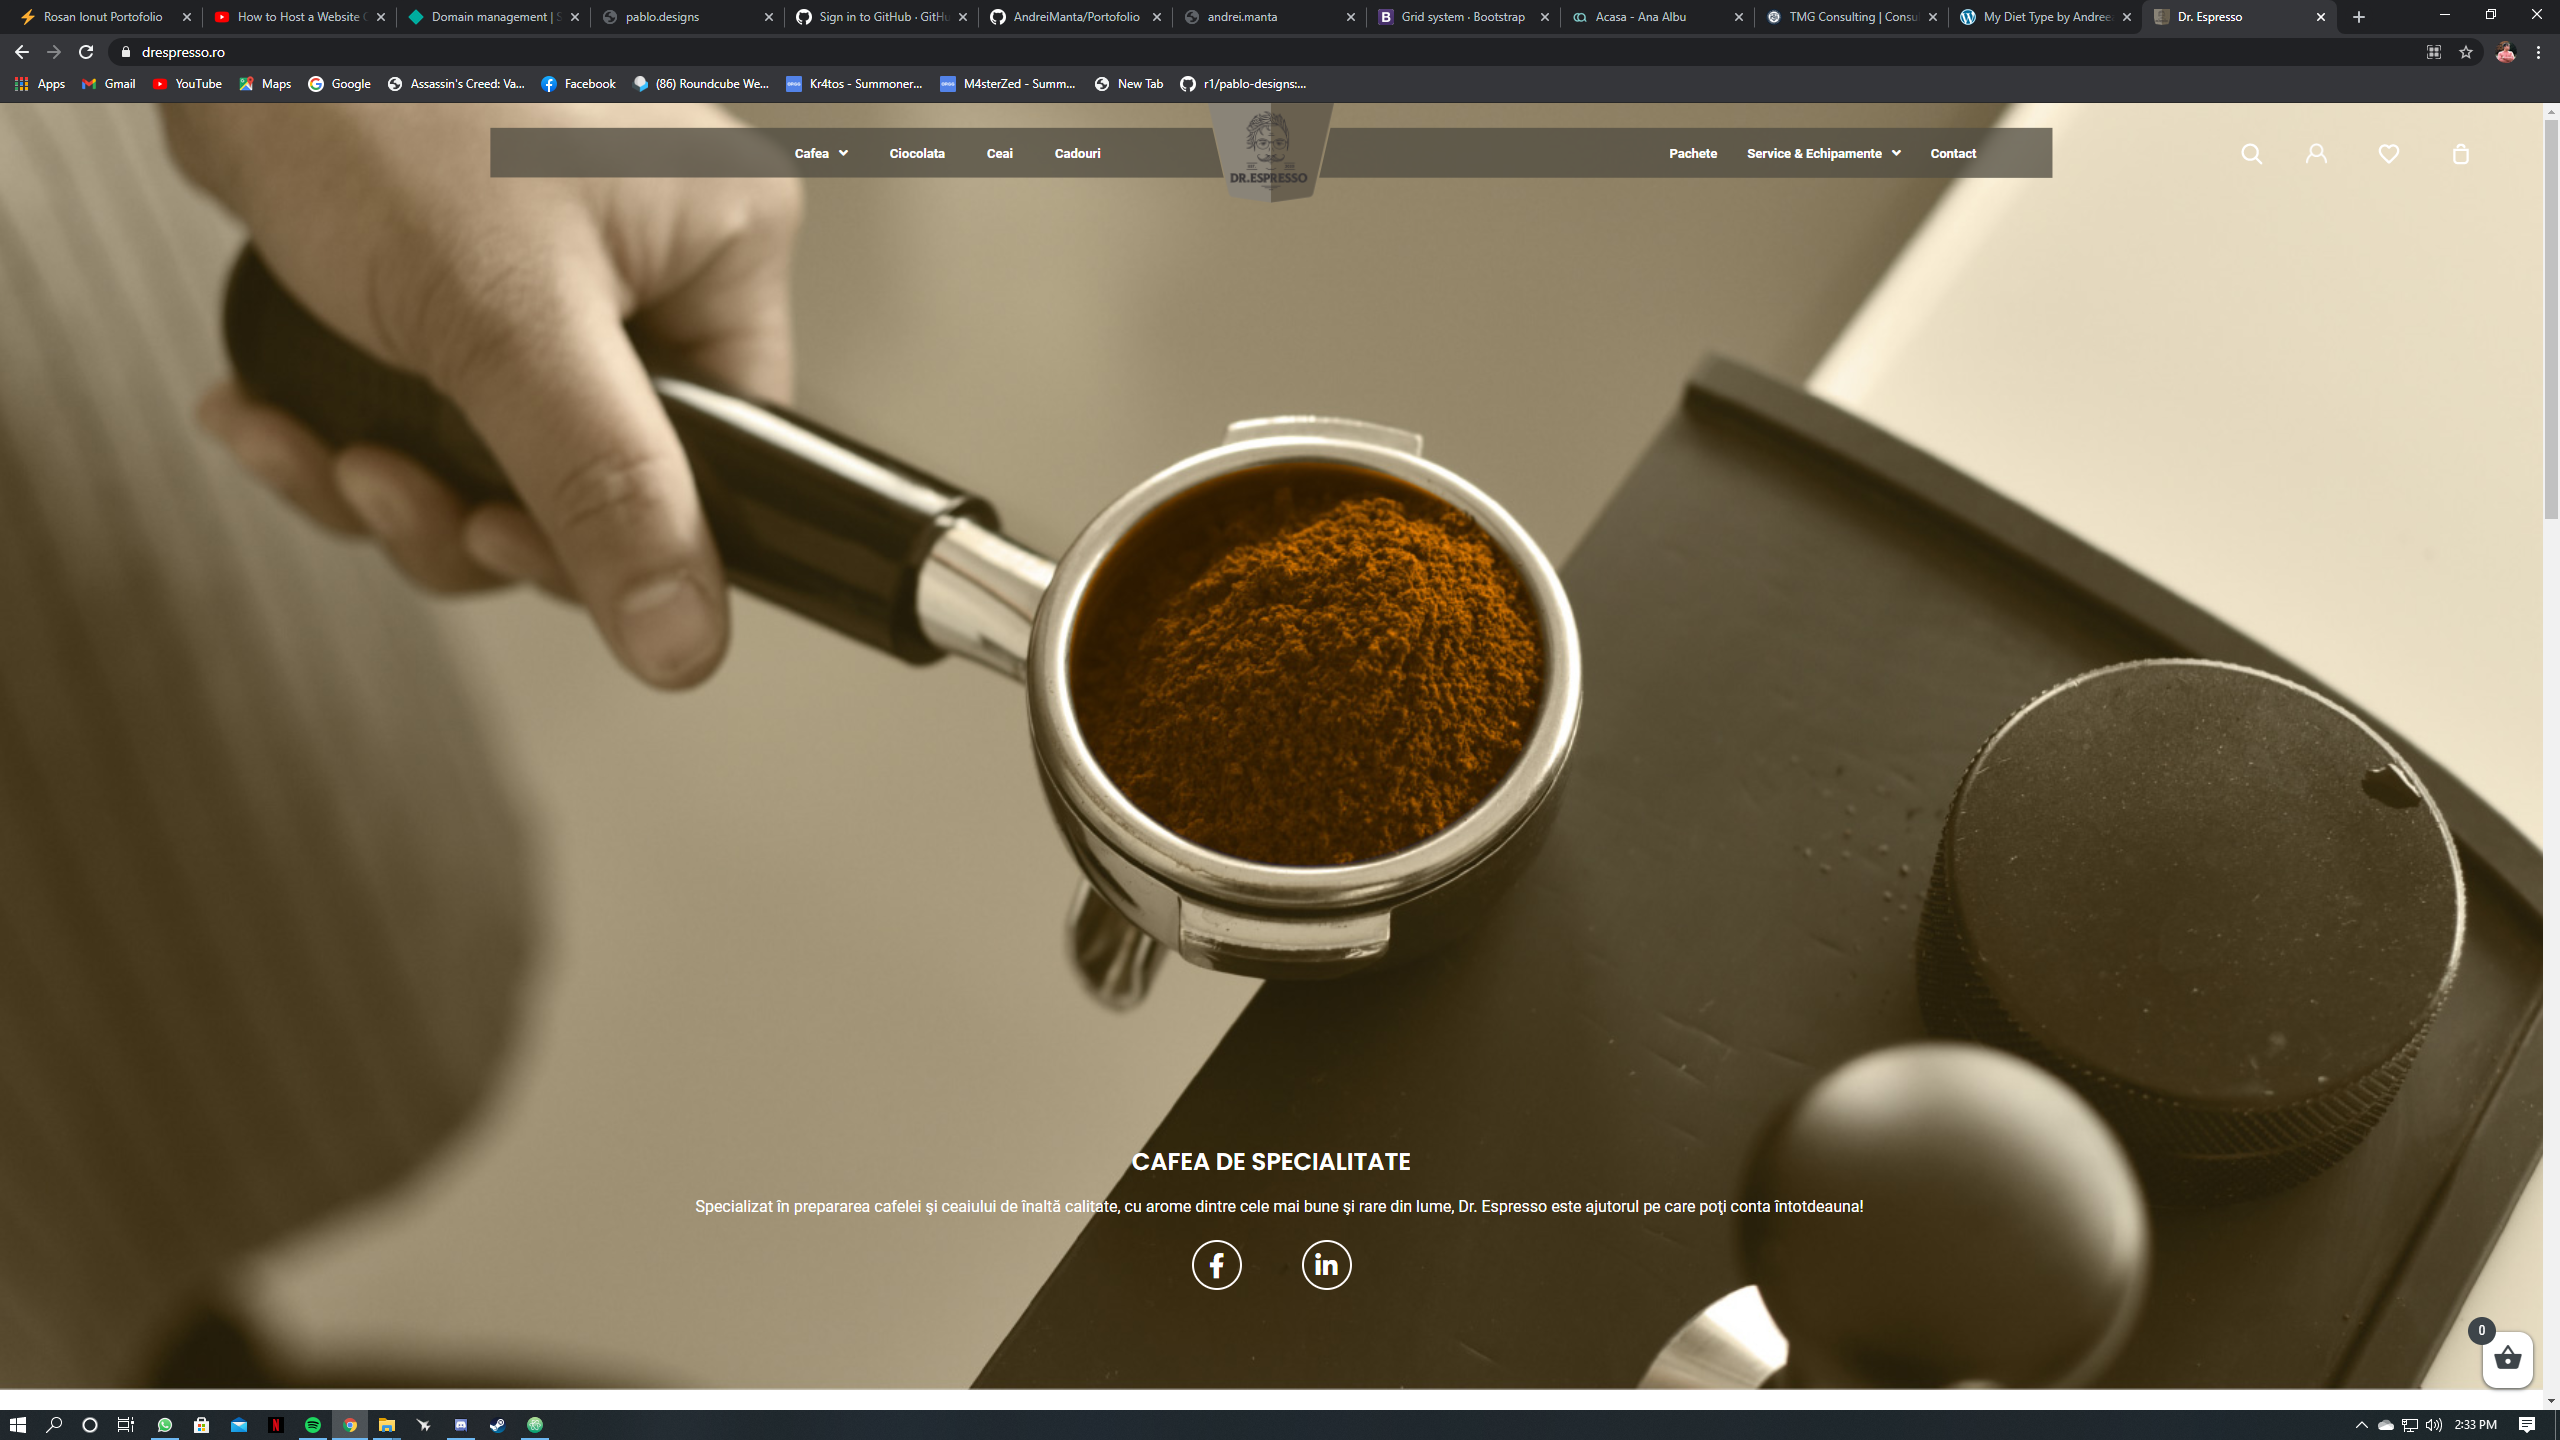 Rosan Ionut Portofolio
How to Host a Website
Domain management |
pablo.designs
Sign in to GitHub · GitHu
AndreiManta/Portofolio
andrei.manta
Grid system · Bootstrap
Acasa - Ana Albu
TMG Consulting | Consul
My Diet Type by Andree
Dr. Espresso
drespresso.ro
Apps
Gmail
YouTube
Maps
Google
Assassin's Creed: Va...
Facebook
(86) Roundcube We...
Kr4tos - Summoner...
M4sterZed - Summ...
New Tab
r1/pablo-designs:...
Cafea
Ciocolata
Ceai
Cadouri
DR.ESPRESSO
Pachete
Service & Echipamente
Contact
CAFEA DE SPECIALITATE
Specializat în prepararea cafelei şi ceaiului de înaltă calitate, cu arome dintre cele mai bune şi rare din lume, Dr. Espresso este ajutorul pe care poţi conta întotdeauna!
0
2:33 PM